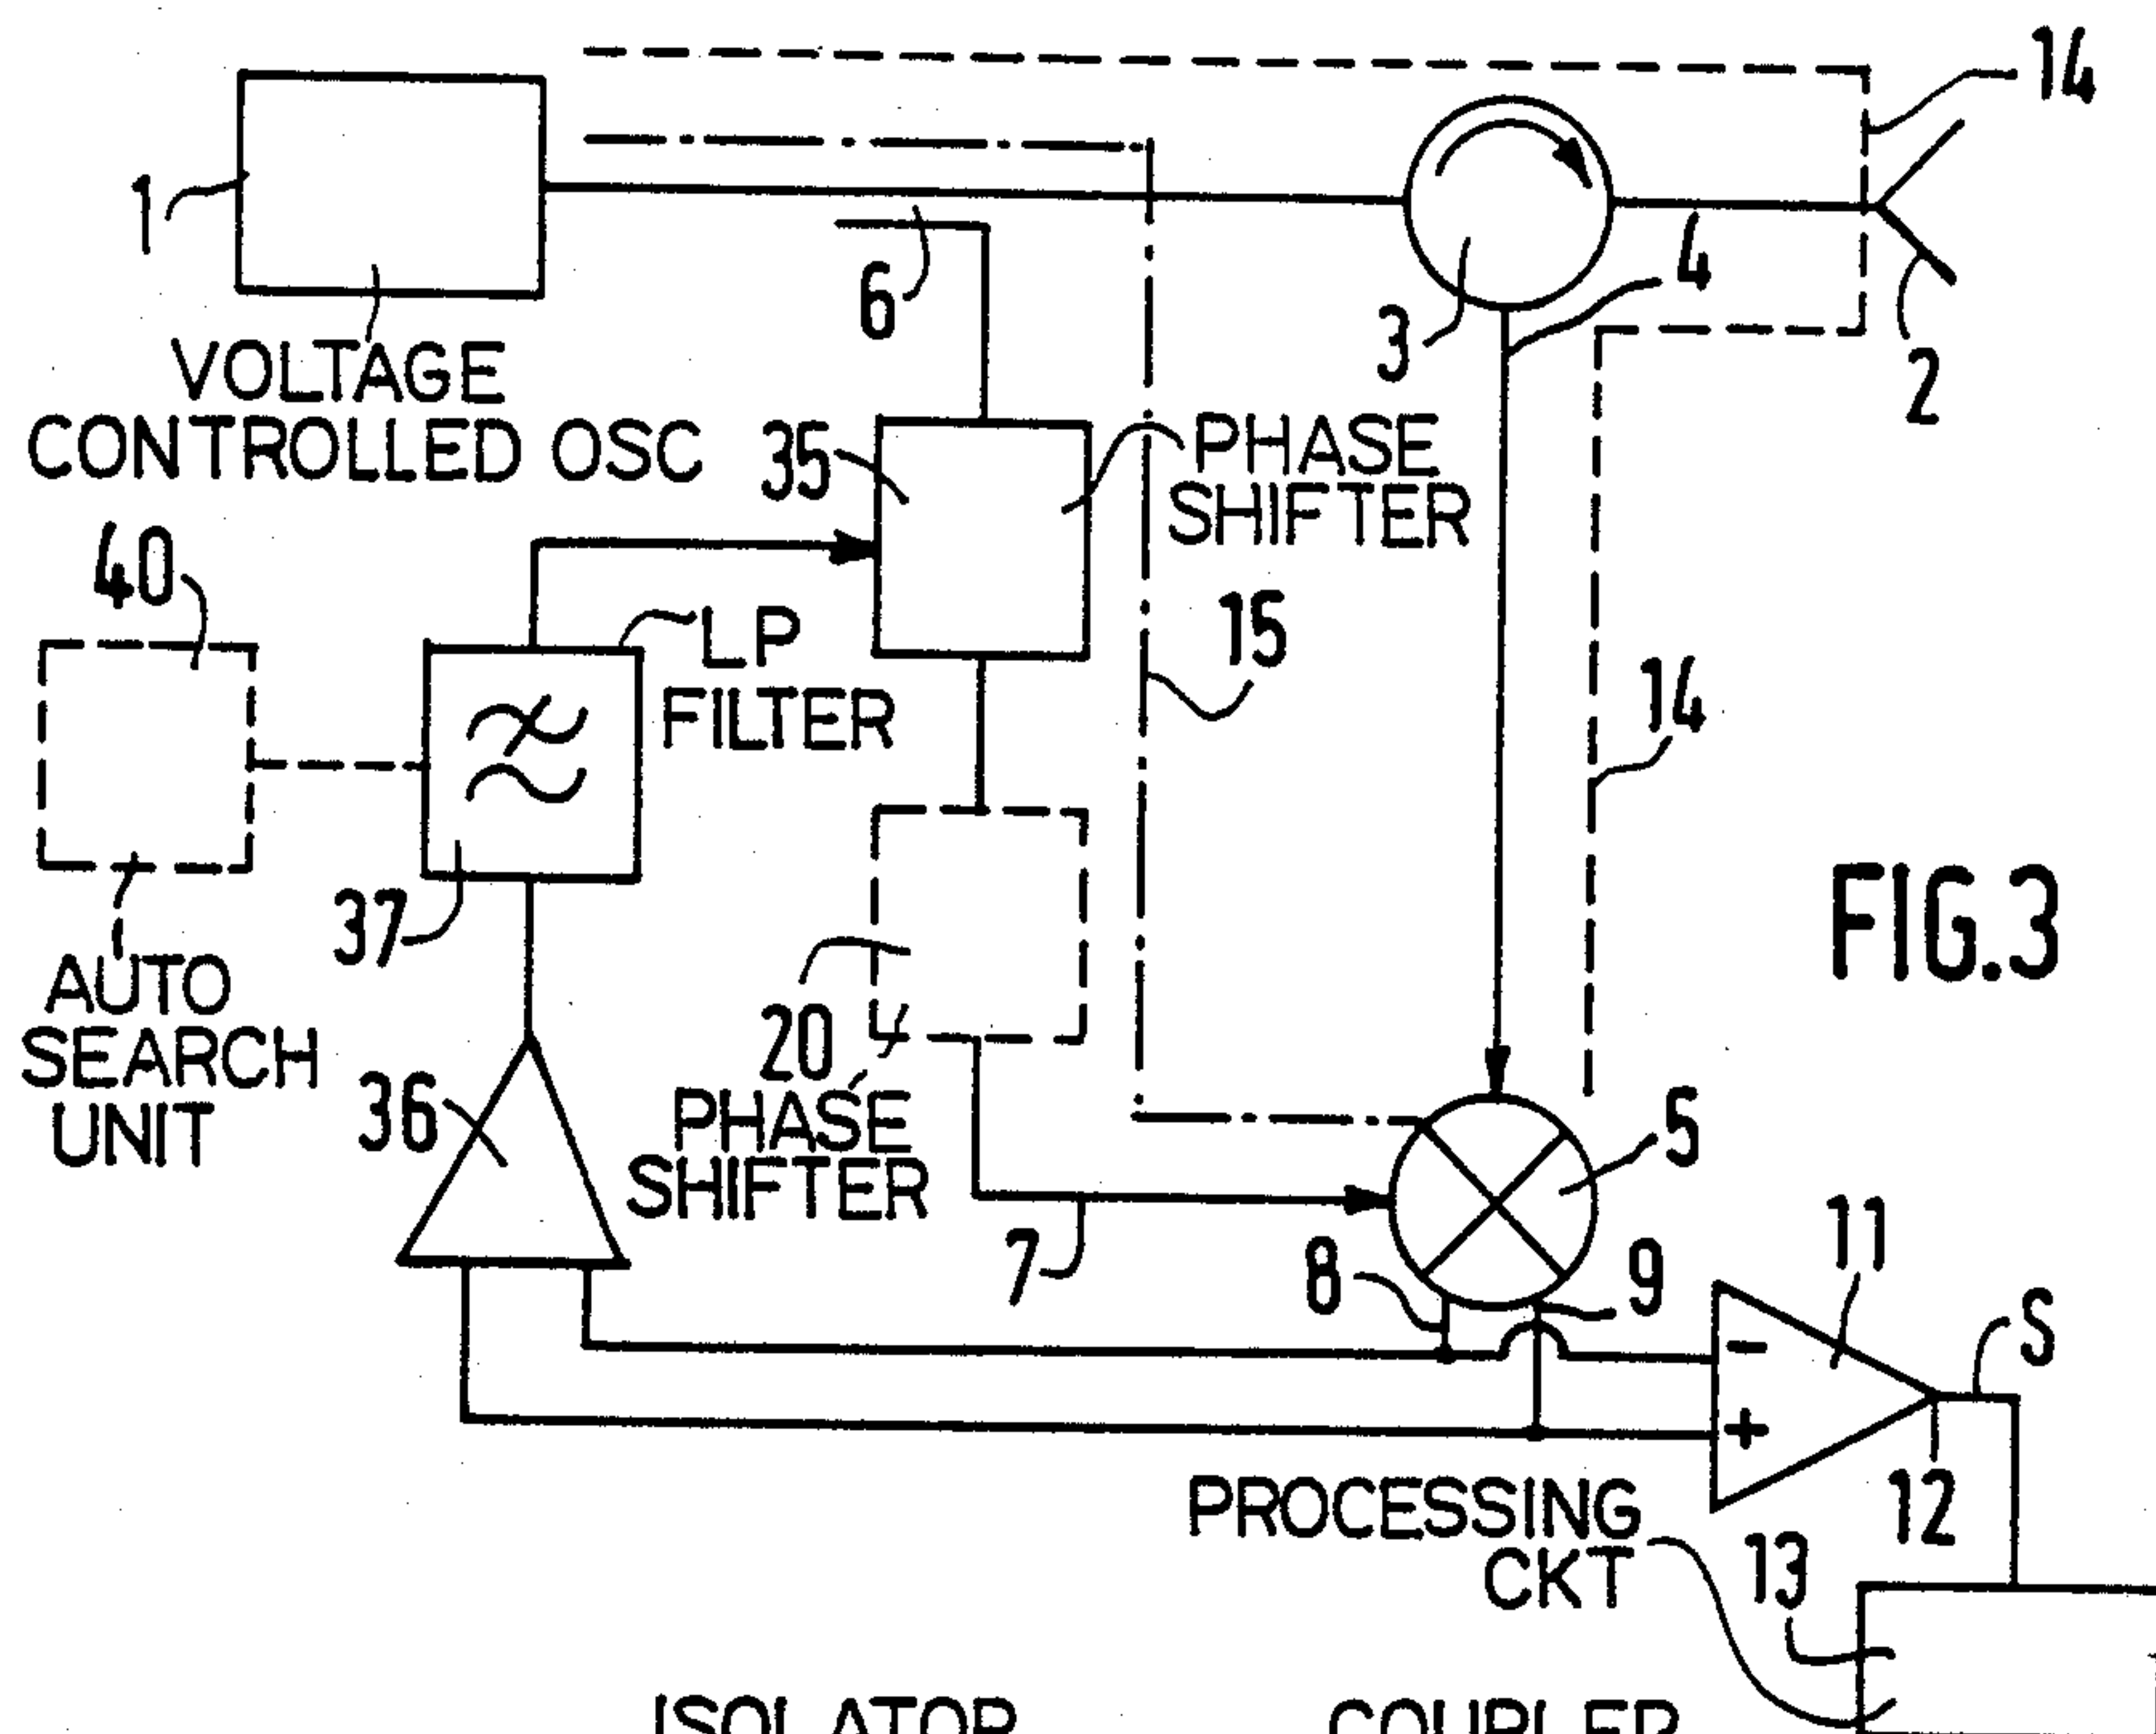 14
1
6
4
3
2
VOLTAGE
CONTROLLED OSC
35
PHASE
SHIFTER
40
LP
FILTER
15
14
37
FIG.3
AUTO
SEARCH
UNIT
20
36
PHASE
SHIFTER
5
7
8
9
11
-
+
S
12
PROCESSING
CKT
13
ISOLATOR
COUPLER